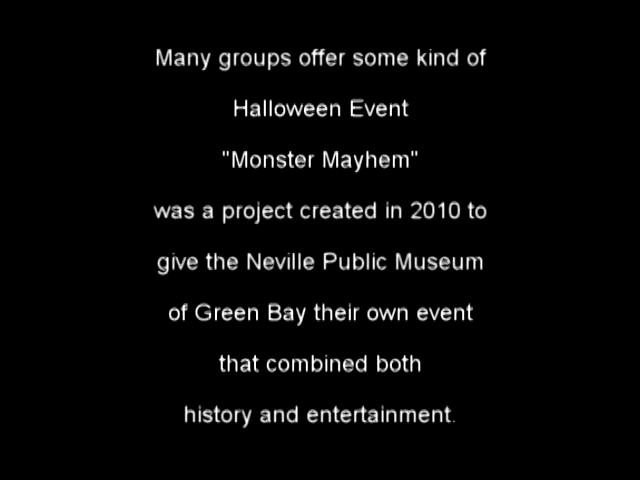 Many groups offer some kind of
Halloween Event
"Monster Mayhem"
was a project created in 2010 to
give the Neville Public Museum
of Green Bay their own event
that combined both
history and entertainment.